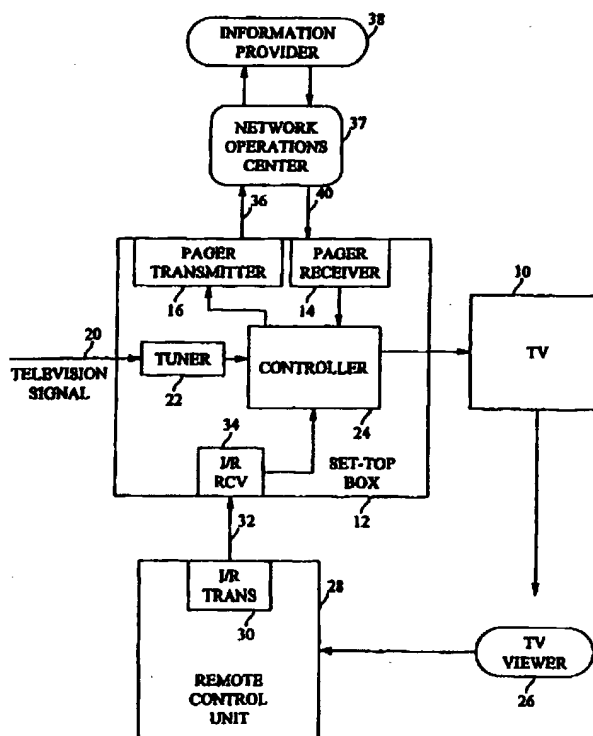 INFORMATION
PROVIDER
38
NETWORK
OPERATIONS
CENTER
37
36
40
PAGER
TRANSMITTER
16
PAGER
RECEIVER
14
10
TV
20
TELEVISION
SIGNAL
TUNER
22
CONTROLLER
24
34
I/R
RCV
SET-TOP
BOX
12
32
I/R
TRANS
30
28
REMOTE
CONTROL
UNIT
TV
VIEWER
26